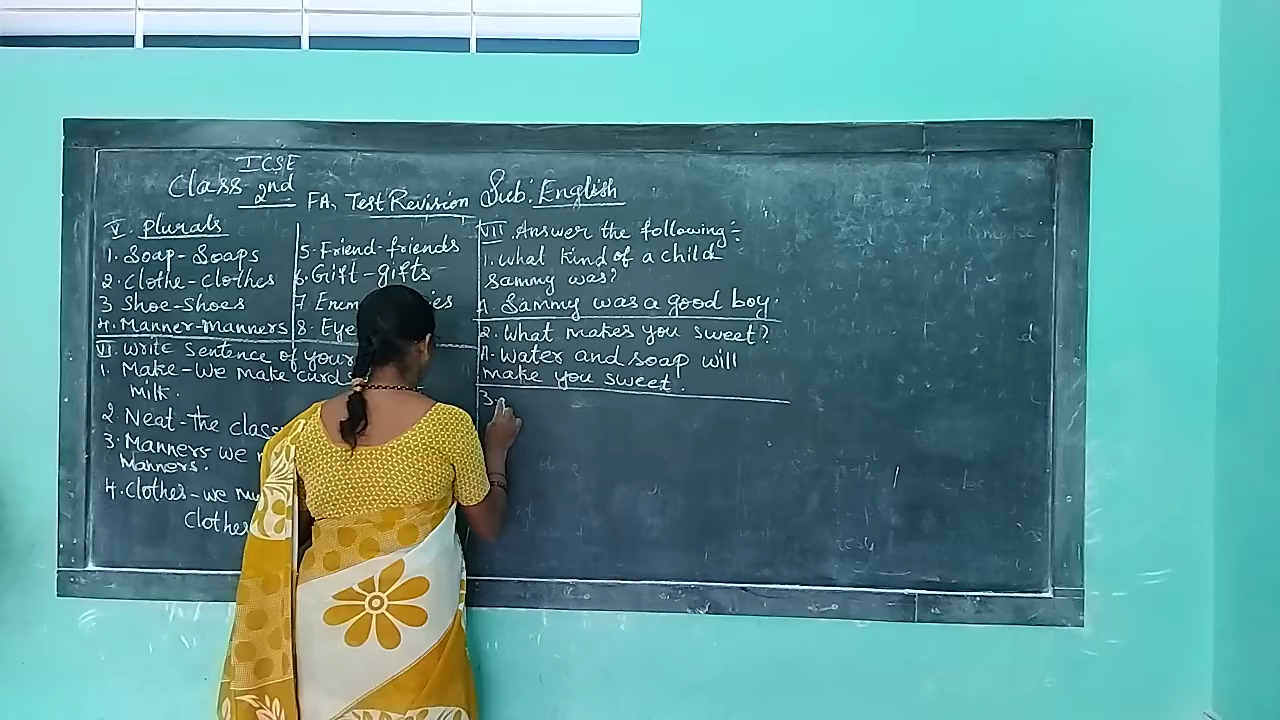 ICSE
Class 2nd FA1 Test Revision Sub: English
V. Plurals
1. Soap - Soaps
2. Clothe - Clothes
3 Shoe - Shoes
4. Manner - Manners
5. Friend - friends
6. Gift - gifts
7 Enem ies
8. Eye
VI. Write sentence of your
1. Make - We make curd
milk.
2 Neat - The class
3. Manners we
Manners.
4. Clothes - we mu
Clothes
VII. Answer the following:-
1. What kind of a child
Sammy was?
A. Sammy was a good boy.
2. What makes you sweet?
A. Water and soap will
make you sweet.
3.